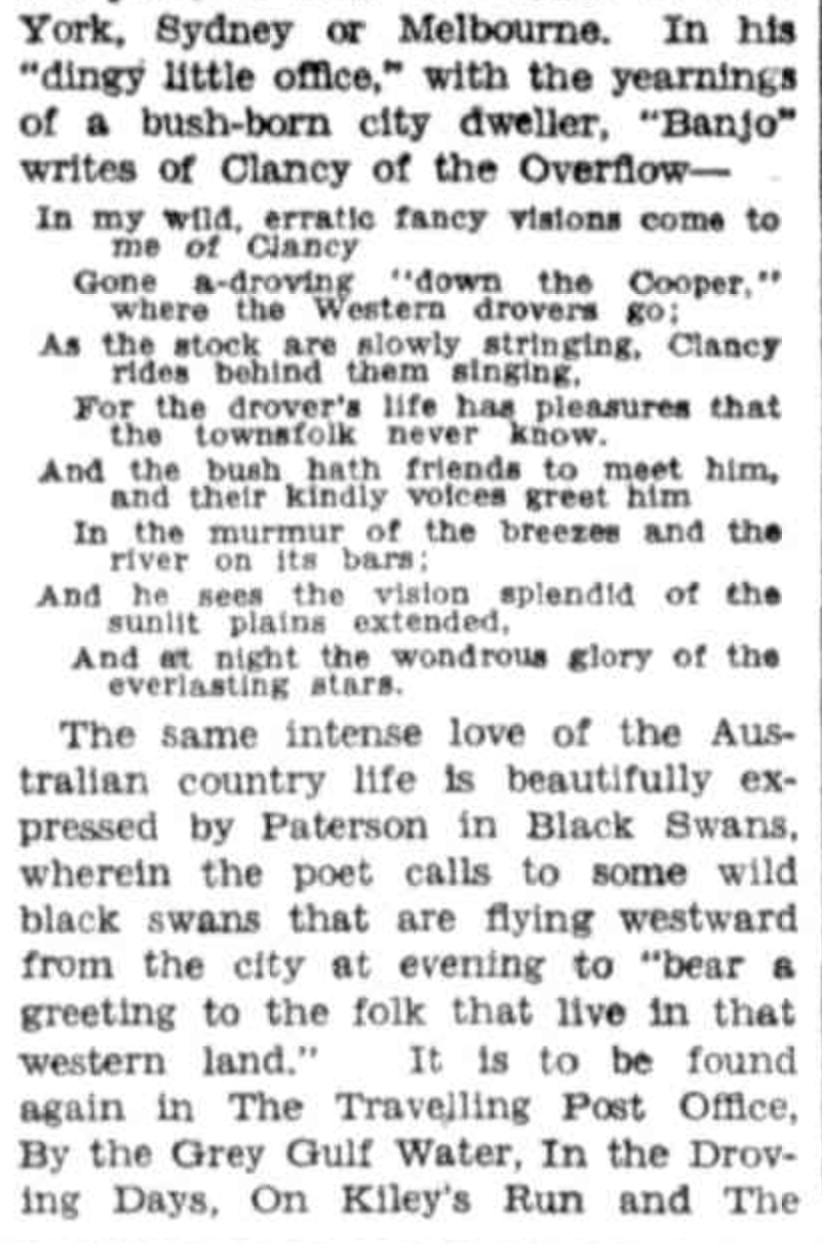 York, Sydney or Melbourne. In his
"dingy little office," with the yearnings
of a bush-born city dweller, "Banjo"
writes of Clancy of the Overflow—
In my wild, erratic fancy visions come to
me of Clancy
Gone a-droving "down the Cooper,"
where the Western drovers go;
As the stock are slowly stringing, Clancy
rides behind them singing,
For the drover's life has pleasures that
the townsfolk never know.
And the bush hath friends to meet him,
and their kindly voices greet him
In the murmur of the breezes and the
river on its bars;
And he sees the vision splendid of the
sunlit plains extended,
And at night the wondrous glory of the
everlasting stars.
The same intense love of the Aus-
tralian country life is beautifully ex-
pressed by Paterson in Black Swans,
wherein the poet calls to some wild
black swans that are flying westward
from the city at evening to "bear a
greeting to the folk that live in that
western land." It is to be found
again in The Travelling Post Office,
By the Grey Gulf Water, In the Drov-
ing Days, On Kiley's Run and The